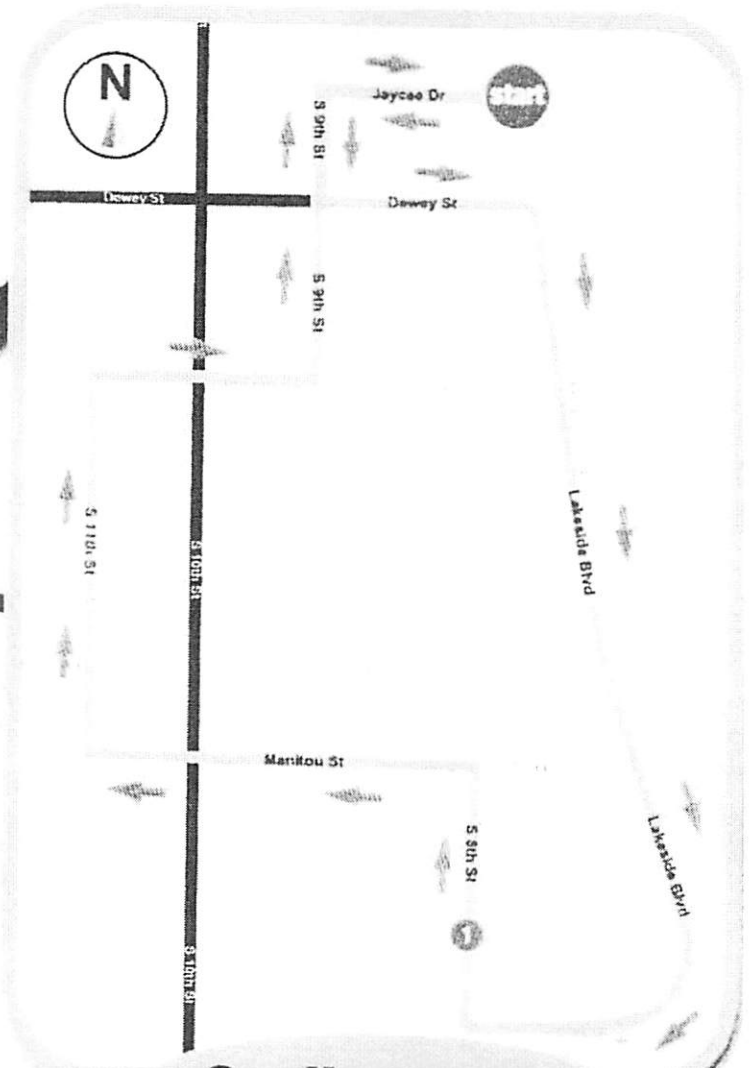 N
Jaycee Dr
start
S 9th St
Dewey St
Dewey St
S 9th St
Lakeside Blvd
S 11th St
S 10th St
Manitou St
Lakeside Blvd
S 8th St
1
S 10th St